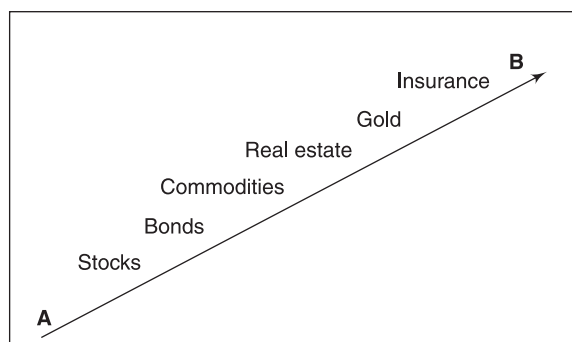 B
Insurance
Gold
Real estate
Commodities
Bonds
Stocks
A